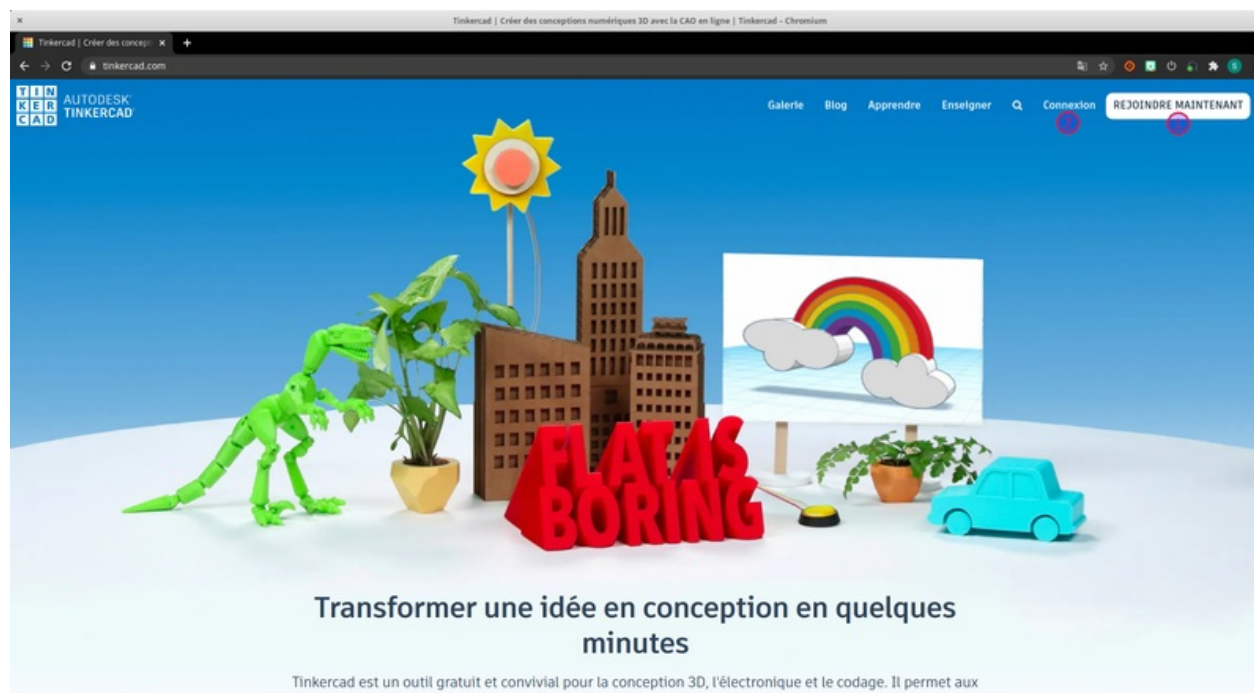 Tinkercad | Créer des conceptions numériques 3D avec la CAO en ligne | Tinkercad - Chromium
Tinkercad | Créer des concept
tinkercad.com
TIN
KER
CAD
AUTODESK
TINKERCAD
Galerie Blog Apprendre Enseigner Connexion REJOINDRE MAINTENANT
FLAT IS
BORING
Transformer une idée en conception en quelques
minutes
Tinkercad est un outil gratuit et convivial pour la conception 3D, l'électronique et le codage. Il permet aux